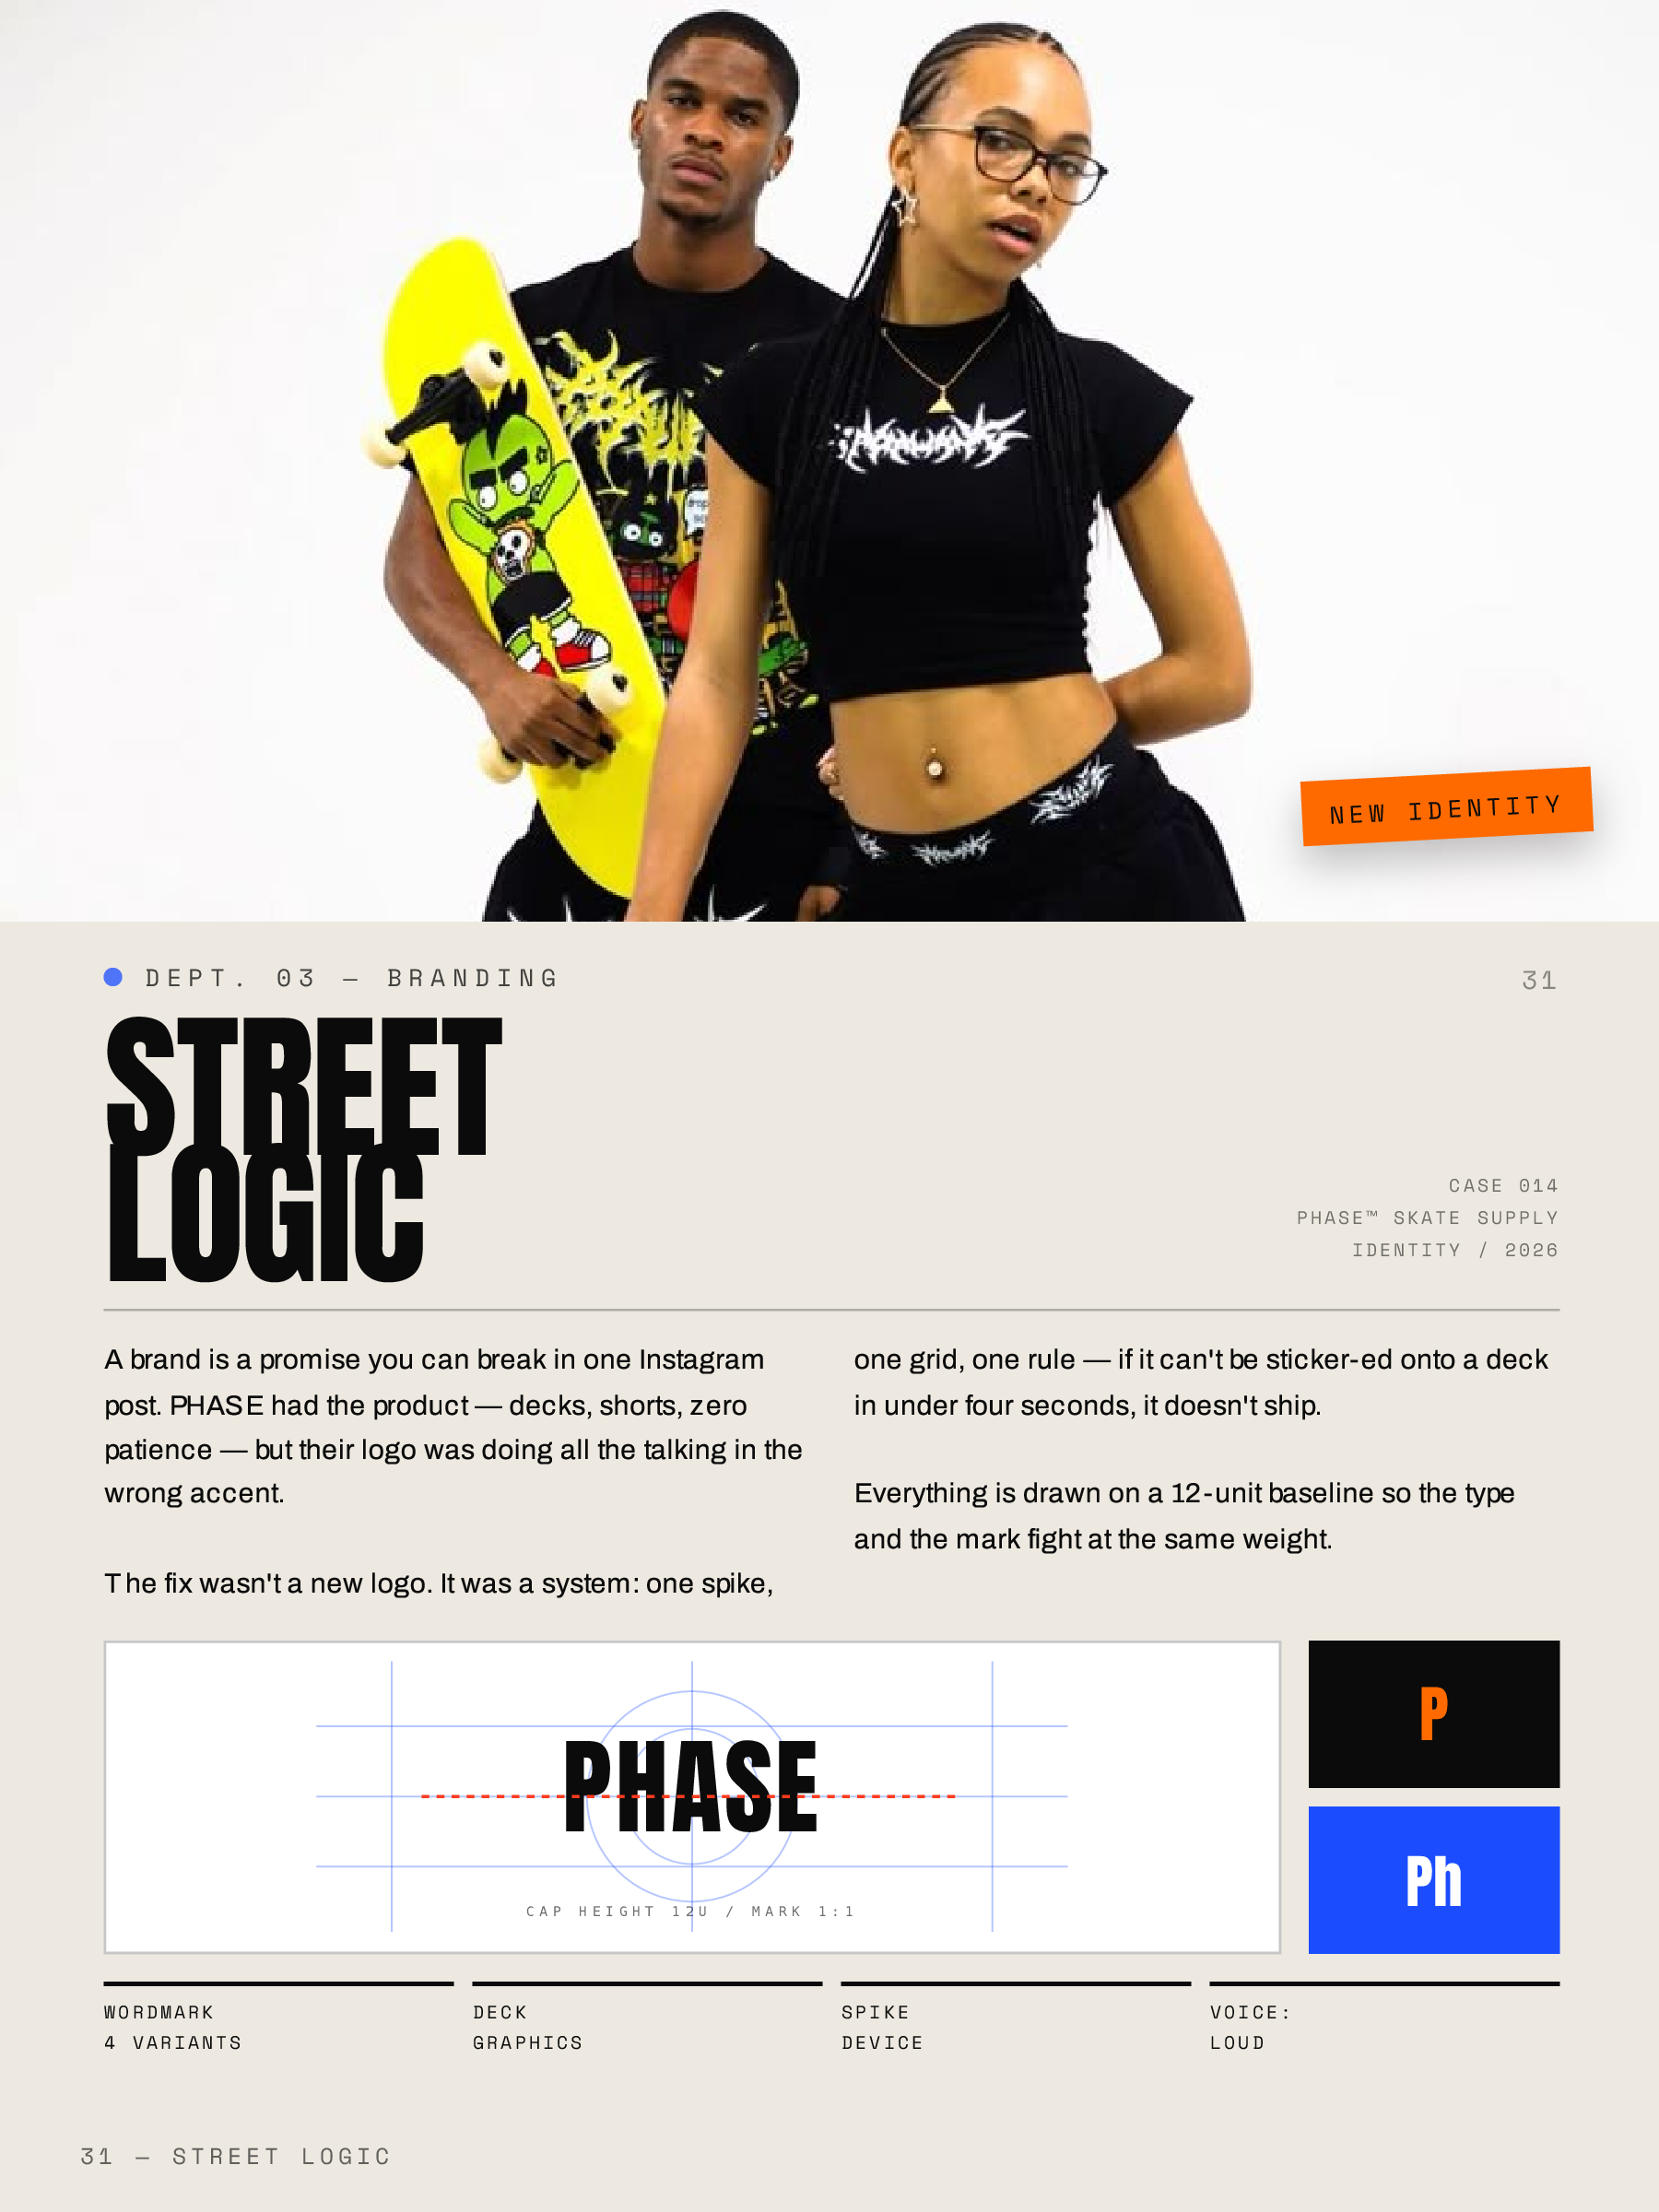 NEW IDENTITY
DEPT. 03 — BRANDING
31
STREET
LOGIC
CASE 014
PHASE™ SKATE SUPPLY
IDENTITY / 2026
A brand is a promise you can break in one Instagram
post. PHASE had the product — decks, shorts, zero
patience — but their logo was doing all the talking in the
wrong accent.
The fix wasn't a new logo. It was a system: one spike,
one grid, one rule — if it can't be sticker-ed onto a deck
in under four seconds, it doesn't ship.
Everything is drawn on a 12-unit baseline so the type
and the mark fight at the same weight.
PHASE
CAP HEIGHT 12U / MARK 1:1
P
Ph
WORDMARK
4 VARIANTS
DECK
GRAPHICS
SPIKE
DEVICE
VOICE:
LOUD
31 — STREET LOGIC